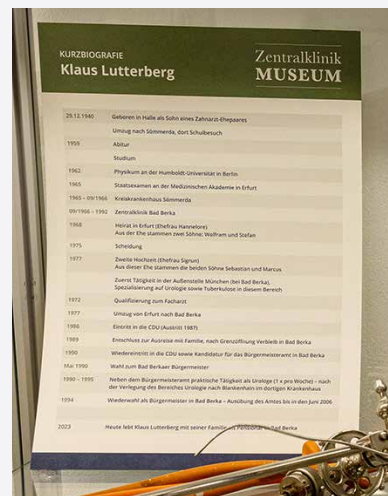 KURZBIOGRAFIE
Klaus Lutterberg
Zentralklinik
MUSEUM
29.12.1940 Geboren in Halle als Sohn eines Zahnarzt-Ehepaares
Umzug nach Sömmerda, dort Schulbesuch
1959 Abitur
Studium
1962 Physikum an der Humboldt-Universität in Berlin
1965 Staatsexamen an der Medizinischen Akademie in Erfurt
1965 – 09/1966 Kreiskrankenhaus Sömmerda
09/1966 – 1992 Zentralklinik Bad Berka
1968 Heirat in Erfurt (Ehefrau Hannelore)
Aus der Ehe stammen zwei Söhne: Wolfram und Stefan
1975 Scheidung
1977 Zweite Hochzeit (Ehefrau Sigrun)
Aus dieser Ehe stammen die beiden Söhne Sebastian und Marcus
Zuerst Tätigkeit in der Außenstelle München (bei Bad Berka),
Spezialisierung auf Urologie sowie Tuberkulose in diesem Bereich
1972 Qualifizierung zum Facharzt
1977 Umzug von Erfurt nach Bad Berka
1986 Eintritt in die CDU (Austritt 1987)
1989 Entschluss zur Ausreise mit Familie, nach Grenzöffnung Verbleib in Bad Berka
1990 Wiedereintritt in die CDU sowie Kandidatur für das Bürgermeisteramt in Bad Berka
Mai 1990 Wahl zum Bad Berkaer Bürgermeister
1990 – 1995 Neben dem Bürgermeisteramt praktische Tätigkeit als Urologe (1 x pro Woche) – nach
der Verlegung des Bereiches Urologie nach Blankenhain im dortigen Krankenhaus
1994 Wiederwahl als Bürgermeister in Bad Berka – Ausübung des Amtes bis in den Juni 2006
2023 Heute lebt Klaus Lutterberg mit seiner Familie als Pensionär in Bad Berka